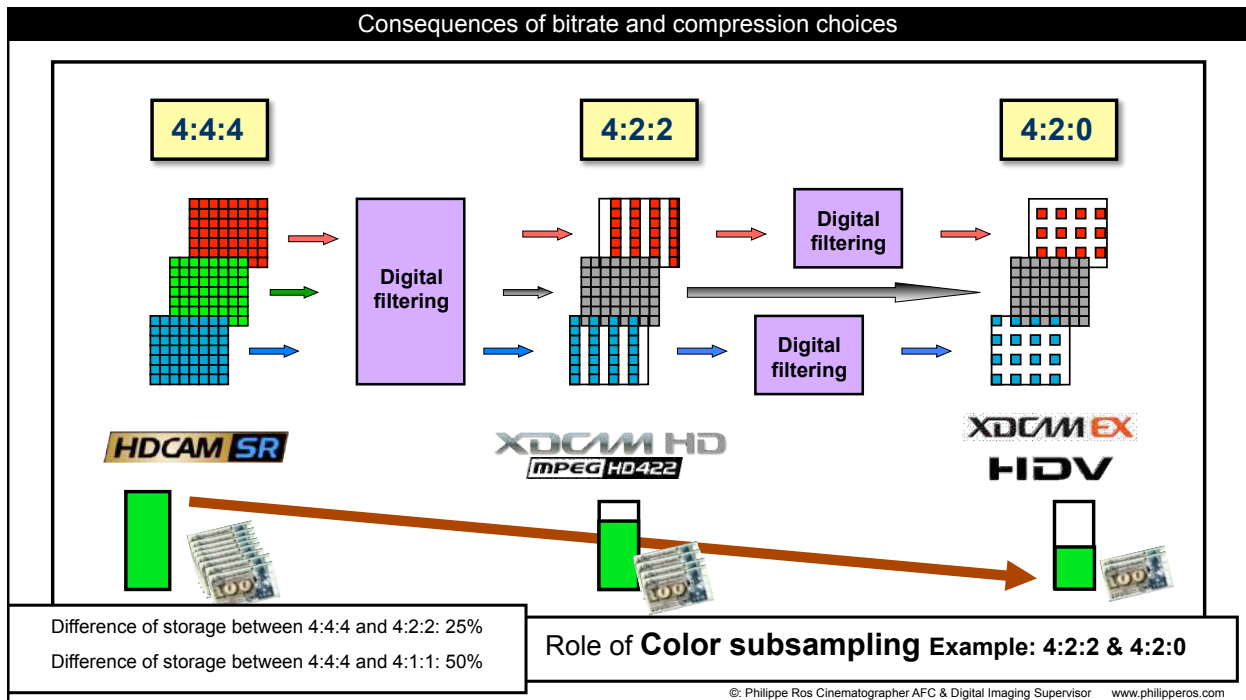 Consequences of bitrate and compression choices
4:4:4
4:2:2
4:2:0
Digital
filtering
Digital
filtering
Digital
filtering
HDCAM SR
XDCAM HD
MPEG HD422
XDCAM EX
HDV
100
100
100
Difference of storage between 4:4:4 and 4:2:2: 25%
Difference of storage between 4:4:4 and 4:1:1: 50%
Role of Color subsampling Example: 4:2:2 & 4:2:0
©: Philippe Ros Cinematographer AFC & Digital Imaging Supervisor www.philipperos.com